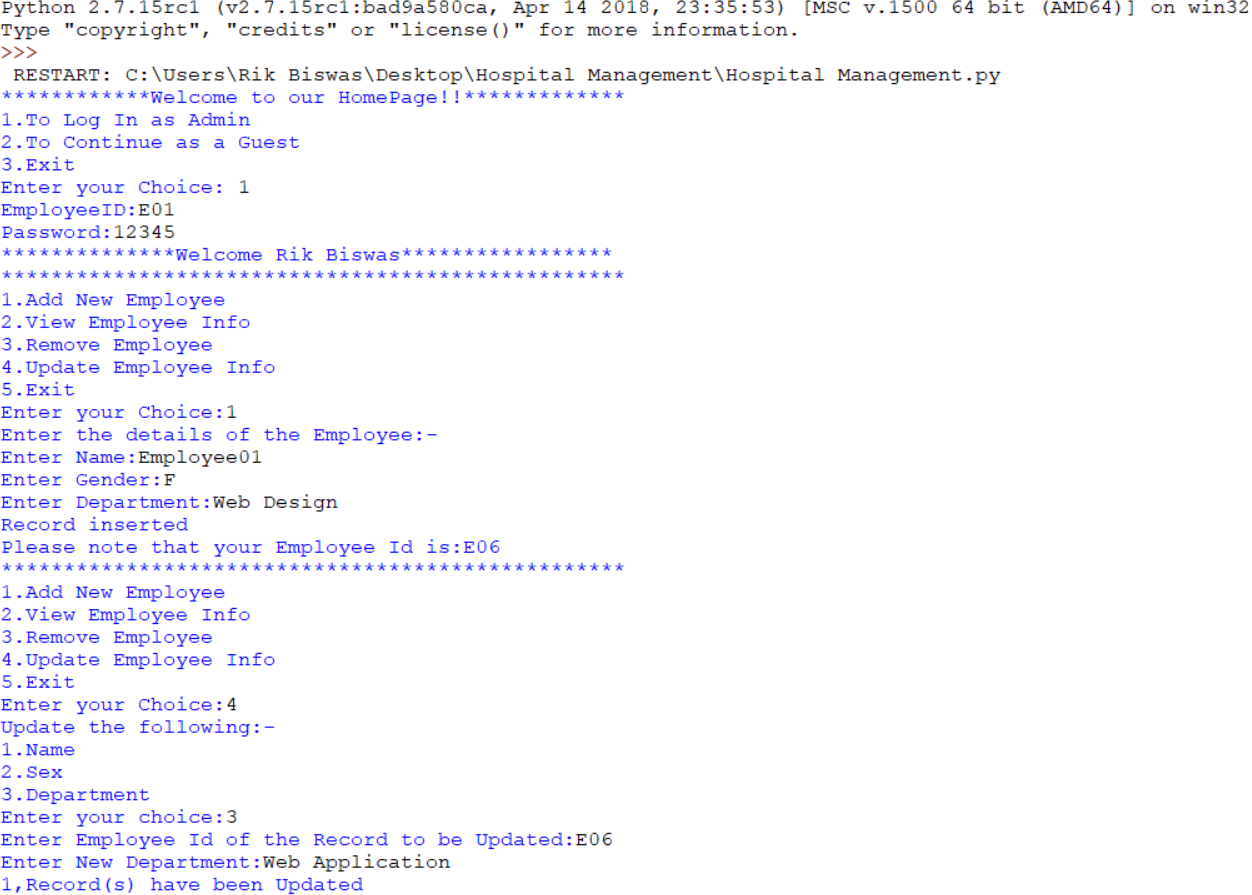 Python 2.7.15rc1 (v2.7.15rc1:bad9a580ca, Apr 14 2018, 23:35:53) [MSC v.1500 64 bit (AMD64)] on win32
Type "copyright", "credits" or "license()" for more information.
>>>
 RESTART: C:\Users\Rik Biswas\Desktop\Hospital Management\Hospital Management.py
************Welcome to our HomePage!!*************
1.To Log In as Admin
2.To Continue as a Guest
3.Exit
Enter your Choice: 1
EmployeeID:E01
Password:12345
**************Welcome Rik Biswas*****************
**************************************************
1.Add New Employee
2.View Employee Info
3.Remove Employee
4.Update Employee Info
5.Exit
Enter your Choice:1
Enter the details of the Employee:-
Enter Name:Employee01
Enter Gender:F
Enter Department:Web Design
Record inserted
Please note that your Employee Id is:E06
**************************************************
1.Add New Employee
2.View Employee Info
3.Remove Employee
4.Update Employee Info
5.Exit
Enter your Choice:4
Update the following:-
1.Name
2.Sex
3.Department
Enter your choice:3
Enter Employee Id of the Record to be Updated:E06
Enter New Department:Web Application
1,Record(s) have been Updated